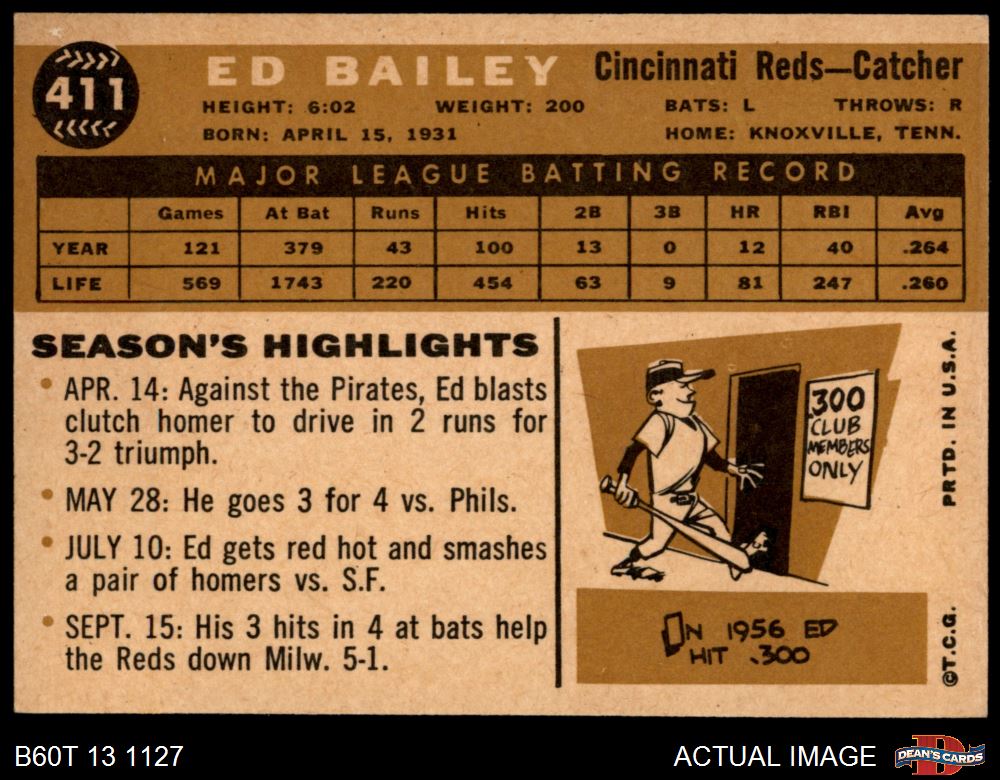 411
ED BAILEY Cincinnati Reds—Catcher
HEIGHT: 6:02 WEIGHT: 200 BATS: L THROWS: R
BORN: APRIL 15, 1931 HOME: KNOXVILLE, TENN.
MAJOR LEAGUE BATTING RECORD
Games At Bat Runs Hits 2B 3B HR RBI Avg
YEAR 121 379 43 100 13 0 12 40 .264
LIFE 569 1743 220 454 63 9 81 247 .260
SEASON'S HIGHLIGHTS
• APR. 14: Against the Pirates, Ed blasts
clutch homer to drive in 2 runs for
3-2 triumph.
• MAY 28: He goes 3 for 4 vs. Phils.
• JULY 10: Ed gets red hot and smashes
a pair of homers vs. S.F.
• SEPT. 15: His 3 hits in 4 at bats help
the Reds down Milw. 5-1.
.300
CLUB
MEMBERS
ONLY
IN 1956 ED
HIT .300
PRTD. IN U.S.A.
©T.C.G.
B60T 13 1127
ACTUAL IMAGE
DEAN'S CARDS